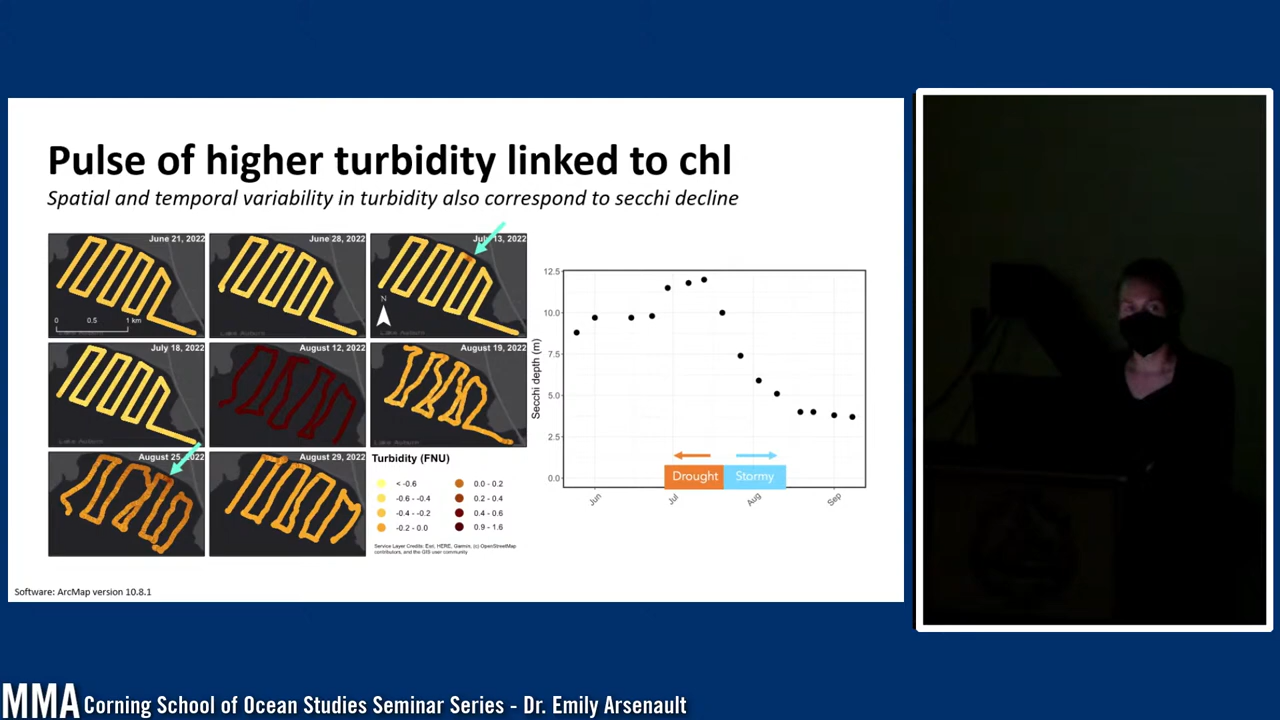 Pulse of higher turbidity linked to chl
Spatial and temporal variability in turbidity also correspond to secchi decline
June 21, 2022
June 28, 2022
July 13, 2022
0 0.5 1 km
N
Lake Auburn
Lake Auburn
July 18, 2022
August 12, 2022
August 19, 2022
Lake Auburn
Lake Auburn
August 25, 2022
August 29, 2022
Turbidity (FNU)
< -0.6
0.0 - 0.2
-0.6 - -0.4
0.2 - 0.4
-0.4 - -0.2
0.4 - 0.6
-0.2 - 0.0
0.9 - 1.6
Service Layer Credits: Esri, HERE, Garmin, (c) OpenStreetMap
contributors, and the GIS user community
Secchi depth (m)
12.5
10.0
7.5
5.0
2.5
0.0
Drought
Stormy
Jun
Jul
Aug
Sep
Software: ArcMap version 10.8.1
MMA Corning School of Ocean Studies Seminar Series - Dr. Emily Arsenault